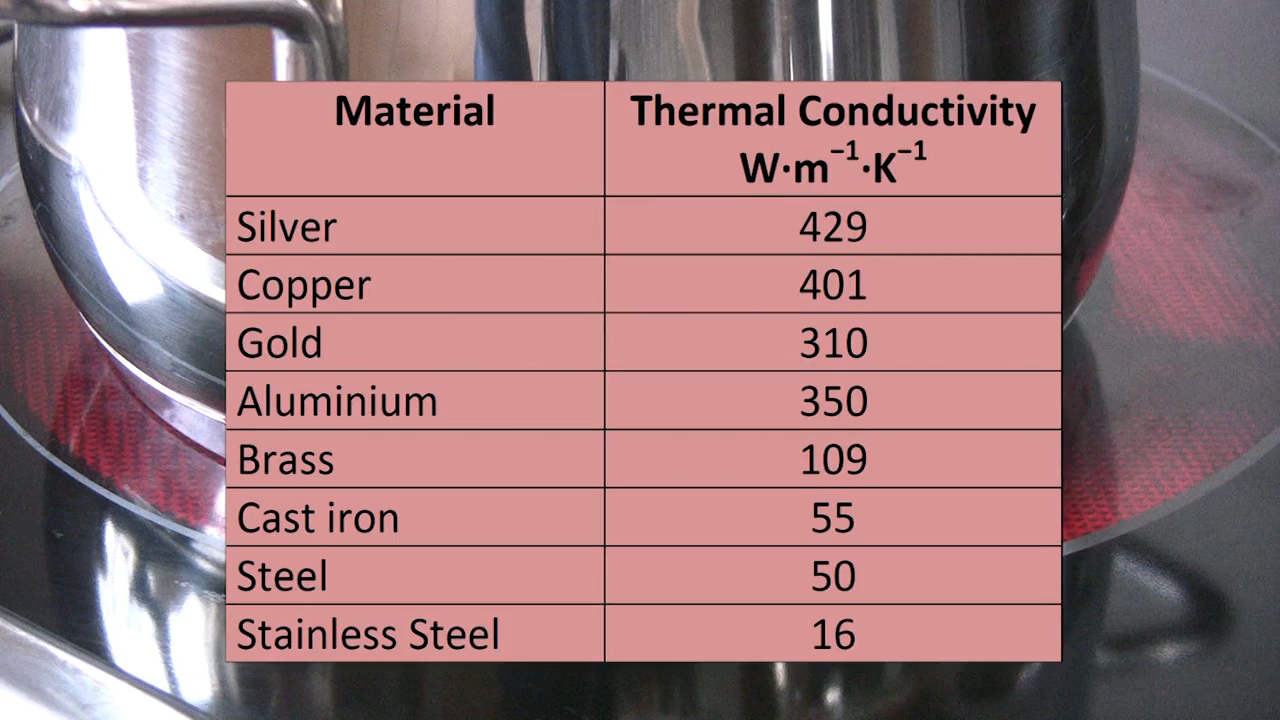 Material Thermal Conductivity
W·m⁻¹·K⁻¹
Silver 429
Copper 401
Gold 310
Aluminium 350
Brass 109
Cast iron 55
Steel 50
Stainless Steel 16